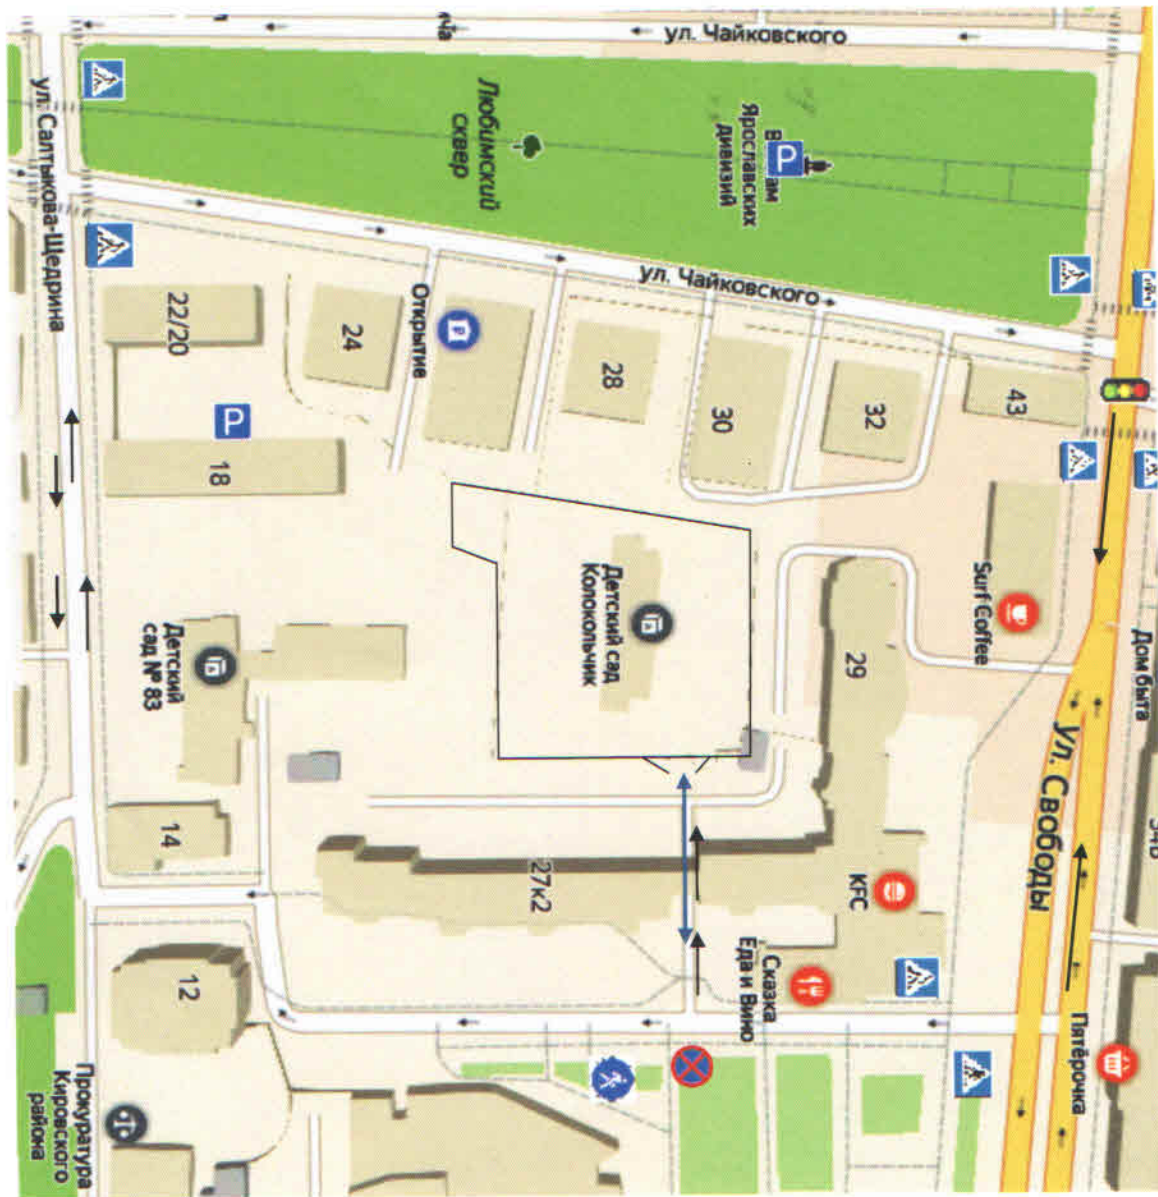 ул. Чайковского
Любимский
сквер
Ярославских
дивизий
ул. Салтыкова-Щедрина
ул. Чайковского
22/20
24
Открытие
28
30
32
43
18
Surf Coffee
Детский сад
Колокольчик
Дом быта
29
Детский
сад № 83
ул. Свободы
14
27к2
KFC
Сказка
Еда и Вино
12
Пятёрочка
Прокуратура
Кировского
района